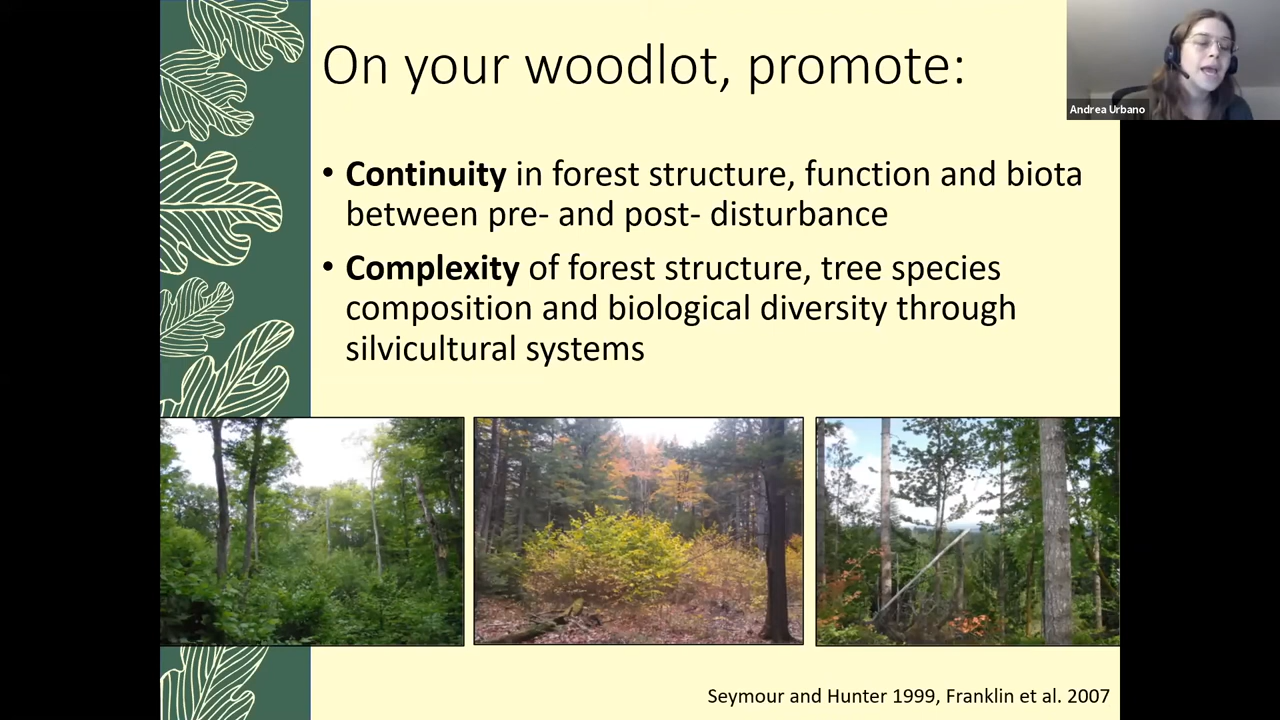 On your woodlot, promote:
Andrea Urbano
• Continuity in forest structure, function and biota
between pre- and post- disturbance
• Complexity of forest structure, tree species
composition and biological diversity through
silvicultural systems
Seymour and Hunter 1999, Franklin et al. 2007